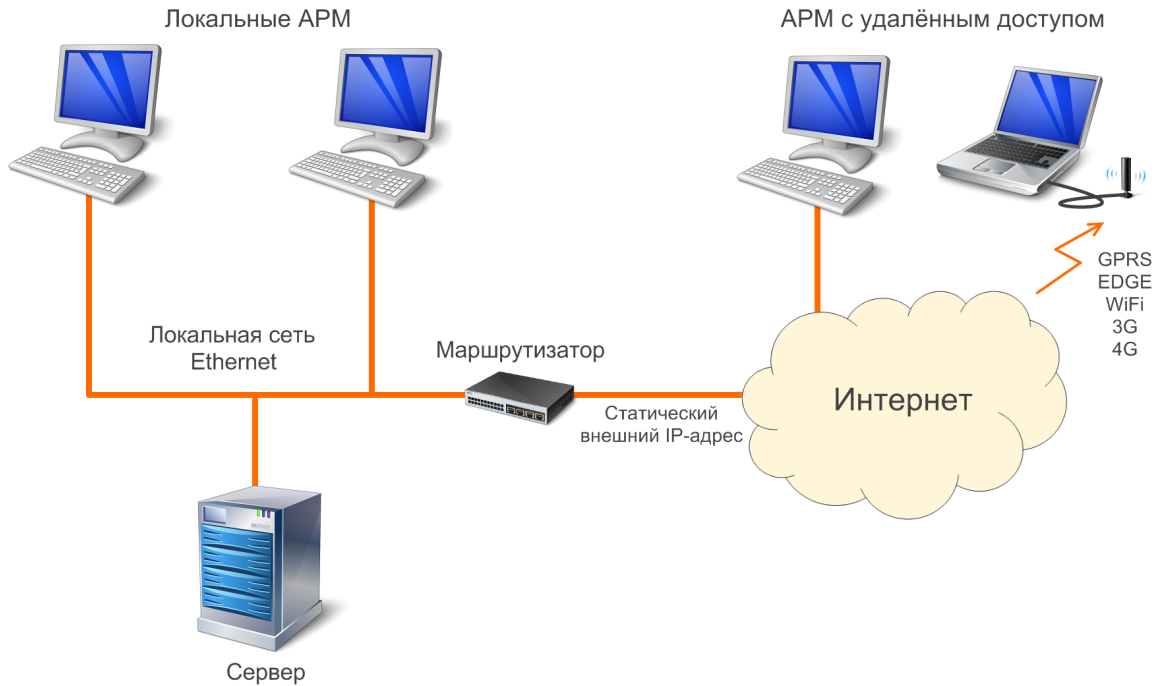 Локальные АРМ
АРМ с удалённым доступом
GPRS
EDGE
WiFi
3G
4G
Локальная сеть
Ethernet
Маршрутизатор
Статический
внешний IP-адрес
Интернет
Сервер